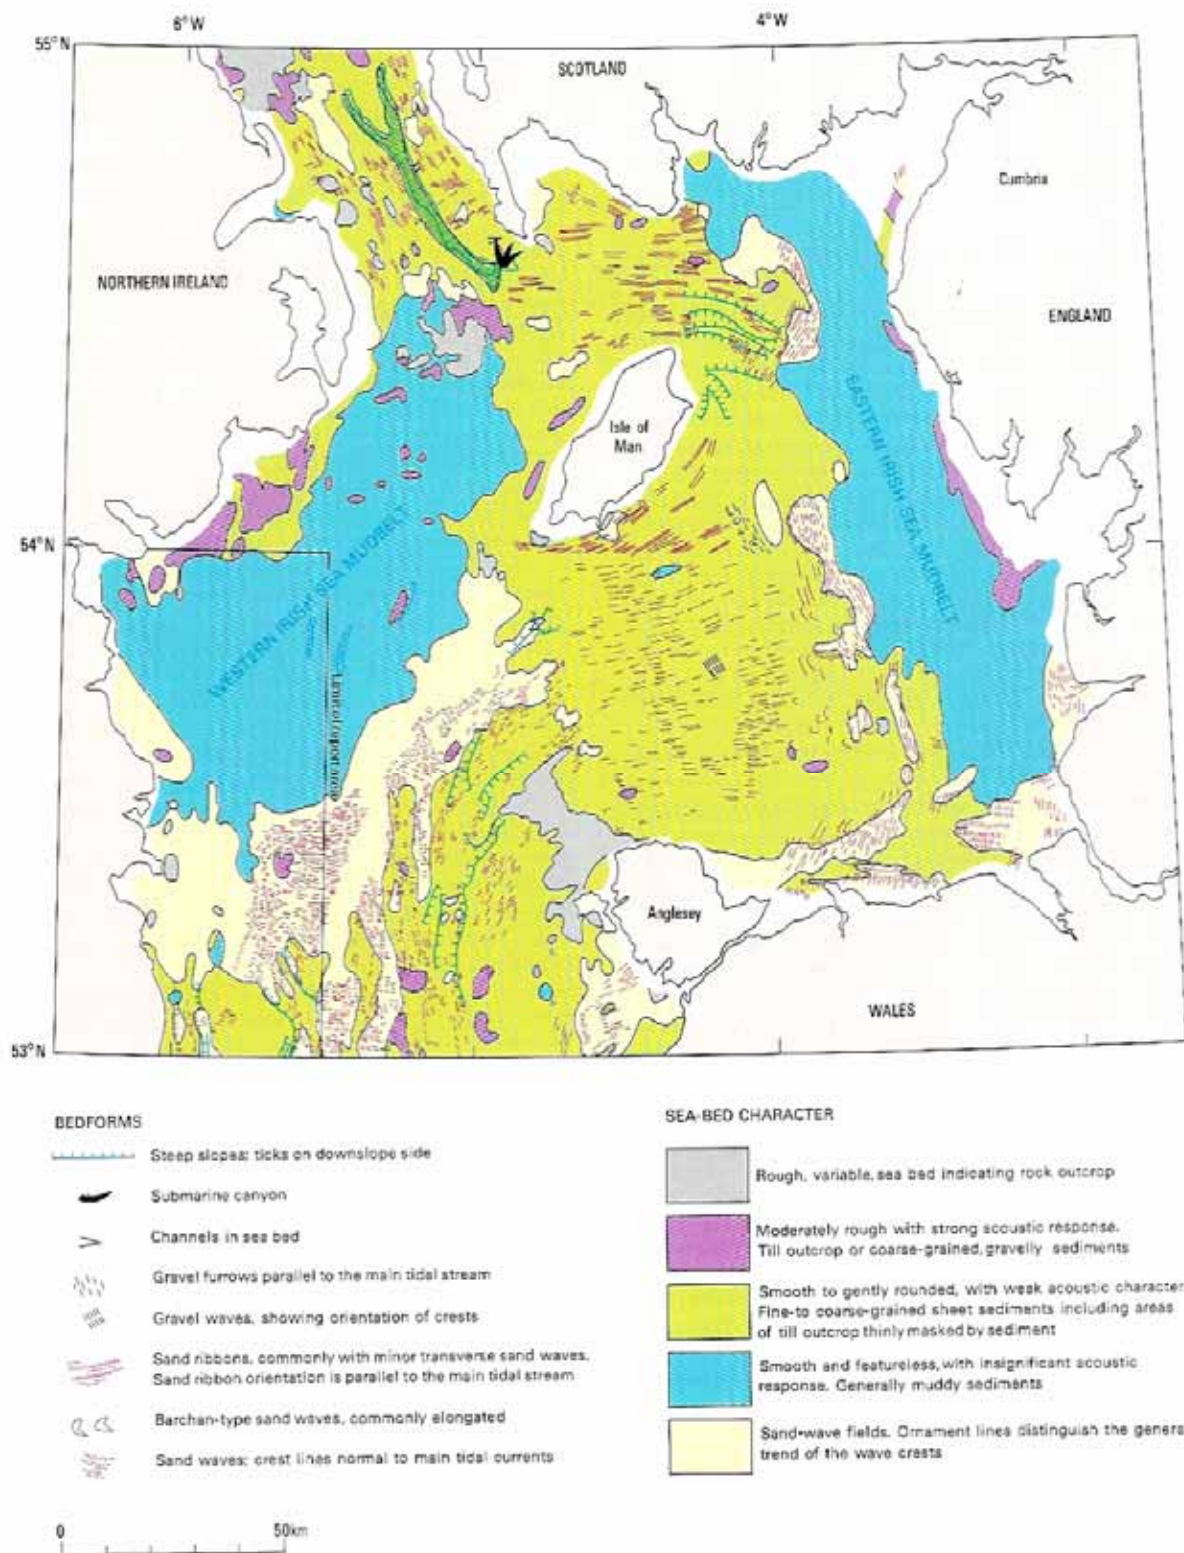 6°W
4°W
55°N
SCOTLAND
Cumbria
NORTHERN IRELAND
ENGLAND
Isle of
Man
EASTERN IRISH SEA MUDBELT
54°N
WESTERN IRISH SEA MUDBELT
Limit of report area
Anglesey
WALES
53°N
BEDFORMS
Steep slopes: ticks on downslope side
Submarine canyon
Channels in sea bed
Gravel furrows parallel to the main tidal stream
Gravel waves, showing orientation of crests
Sand ribbons, commonly with minor transverse sand waves.
Sand ribbon orientation is parallel to the main tidal stream
Barchan-type sand waves, commonly elongated
Sand waves: crest lines normal to main tidal currents
0 50km
SEA-BED CHARACTER
Rough, variable, sea bed indicating rock outcrop
Moderately rough with strong acoustic response.
Till outcrop or coarse-grained, gravelly sediments
Smooth to gently rounded, with weak acoustic character
Fine-to coarse-grained sheet sediments including areas
of till outcrop thinly masked by sediment
Smooth and featureless, with insignificant acoustic
response. Generally muddy sediments
Sand-wave fields. Ornament lines distinguish the genera
trend of the wave crests